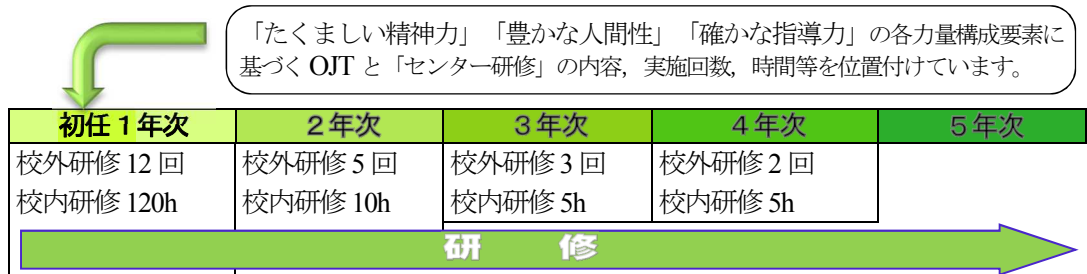 「たくましい精神力」「豊かな人間性」「確かな指導力」の各力量構成要素に
基づく OJT と「センター研修」の内容，実施回数，時間等を位置付けています。
初任１年次 ２年次 ３年次 ４年次 ５年次
校外研修 12 回 校外研修 5 回 校外研修 3 回 校外研修 2 回
校内研修 120h 校内研修 10h 校内研修 5h 校内研修 5h
研 修